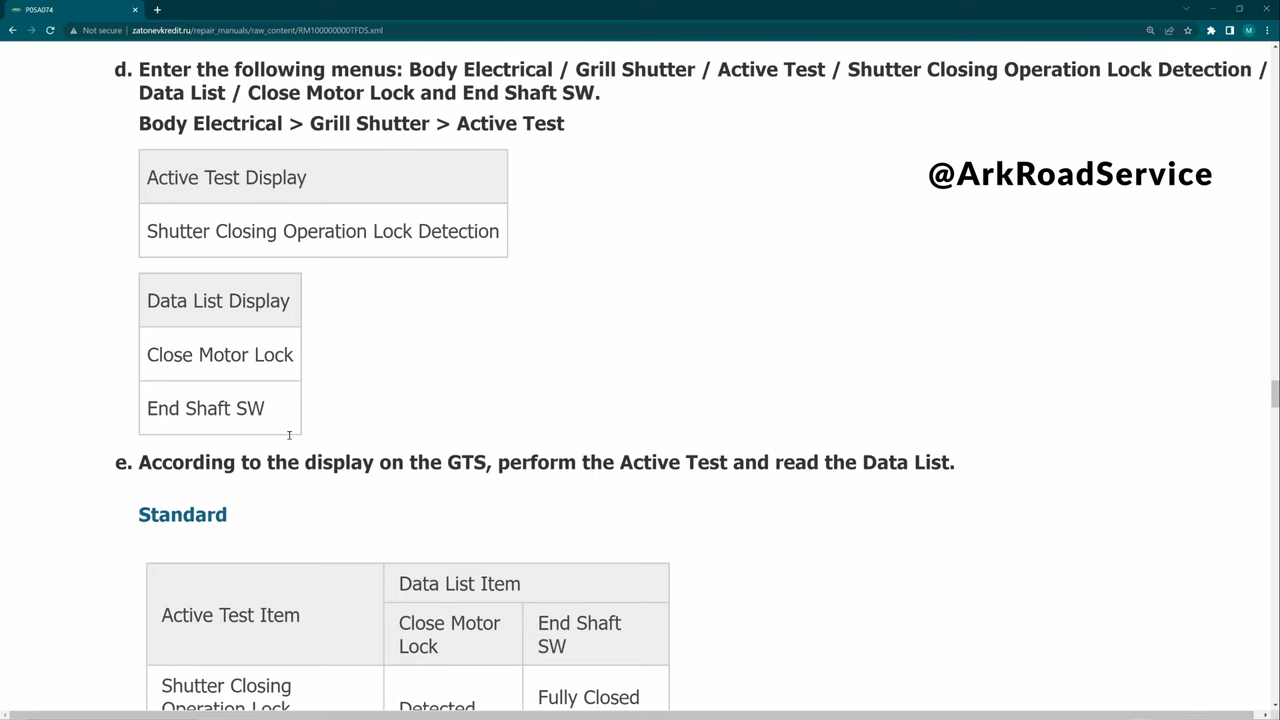 P05A074
Not secure
zatonevkredit.ru/repair_manuals/raw_content/RM100000000TFDS.xml
M
d. Enter the following menus: Body Electrical / Grill Shutter / Active Test / Shutter Closing Operation Lock Detection /
Data List / Close Motor Lock and End Shaft SW.
Body Electrical > Grill Shutter > Active Test
@ArkRoadService
Active Test Display
Shutter Closing Operation Lock Detection
Data List Display
Close Motor Lock
End Shaft SW
e. According to the display on the GTS, perform the Active Test and read the Data List.
Standard
Active Test Item
Data List Item
Close Motor
Lock
End Shaft
SW
Shutter Closing
Operation Lock
Detected
Fully Closed